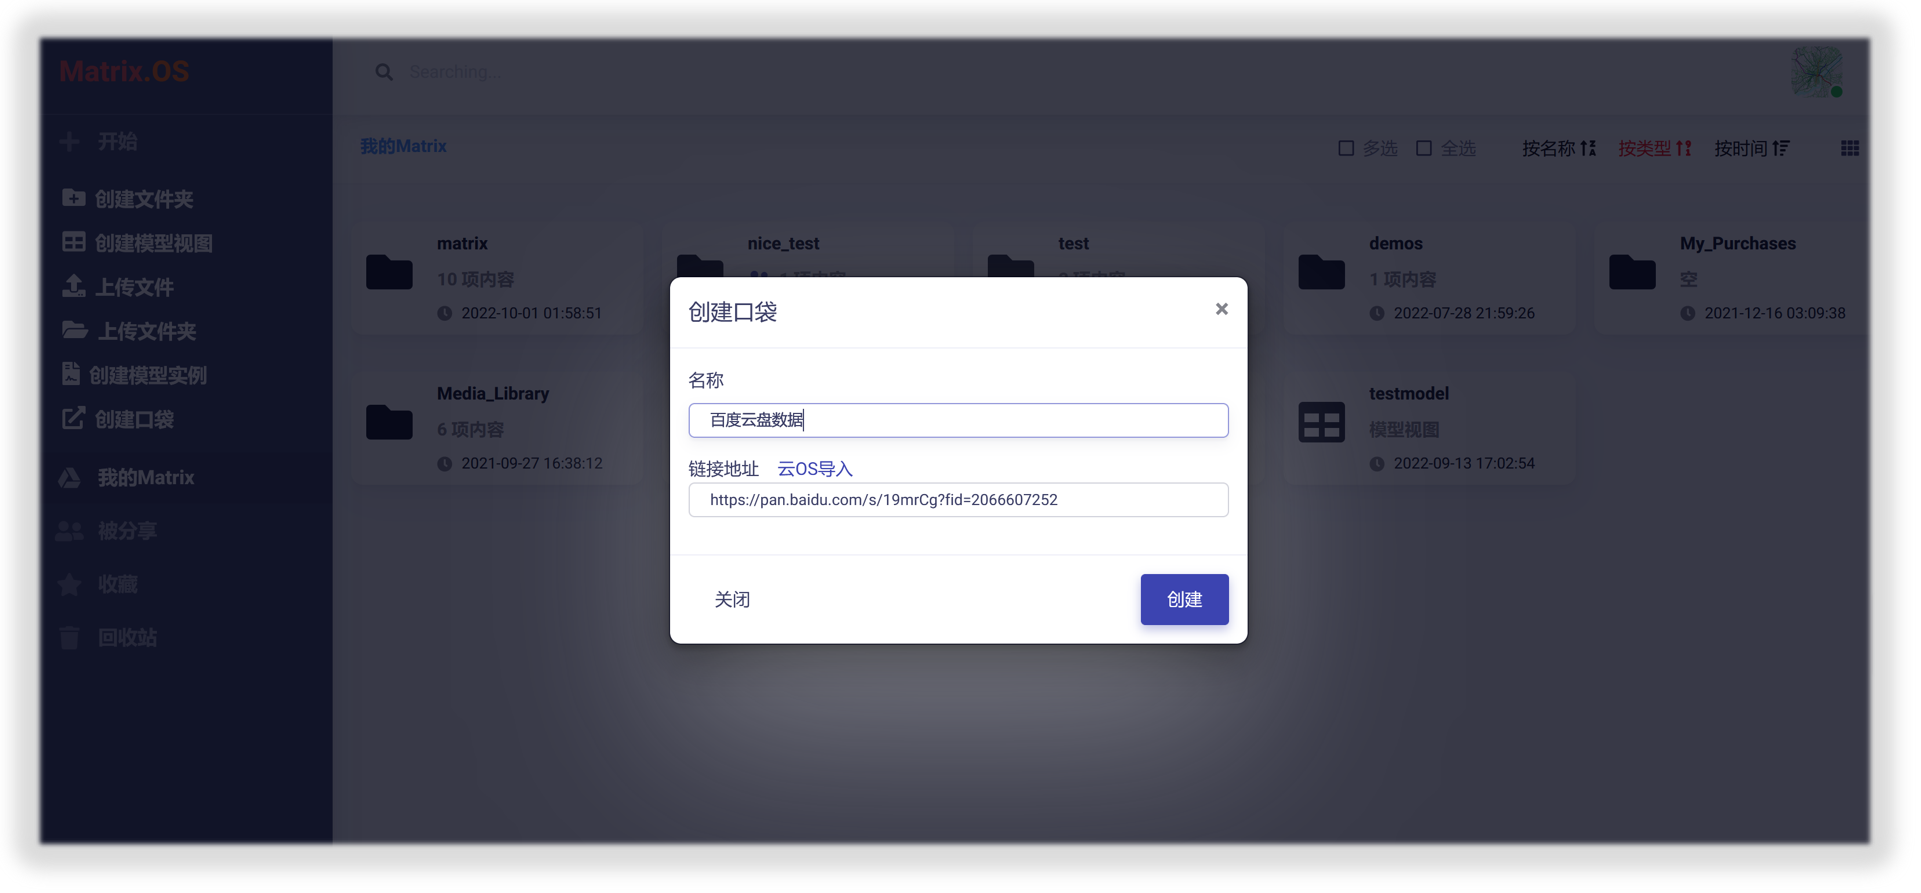 Matrix.OS
Searching...
开始
创建文件夹
创建模型视图
上传文件
上传文件夹
创建模型实例
创建口袋
我的Matrix
被分享
收藏
回收站
我的Matrix
多选 全选 按名称 按类型 按时间
matrix
10 项内容
2022-10-01 01:58:51
nice_test
test
demos
1 项内容
2022-07-28 21:59:26
My_Purchases
空
2021-12-16 03:09:38
Media_Library
6 项内容
2021-09-27 16:38:12
testmodel
模型视图
2022-09-13 17:02:54
创建口袋
×
名称
百度云盘数据
链接地址 云OS导入
https://pan.baidu.com/s/19mrCg?fid=2066607252
关闭 创建